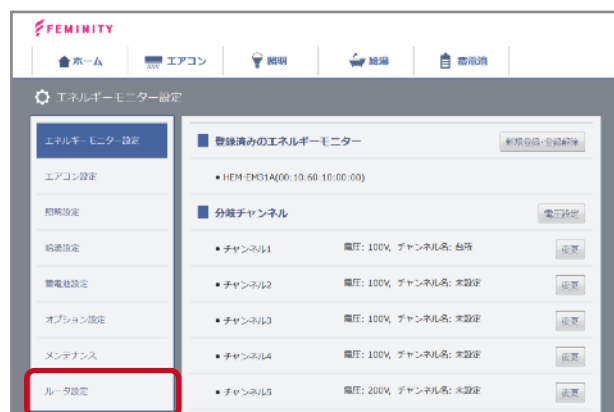 FEMINITY
ホーム エアコン 照明 給湯 蓄電池
エネルギーモニター設定
エネルギーモニター設定
登録済みのエネルギーモニター 新規登録・登録解除
エアコン設定
• HEM-EM31A(00:10:60:10:00:00)
照明設定
分岐チャンネル 電圧設定
給湯設定
• チャンネル1 電圧: 100V, チャンネル名: 台所 変更
蓄電池設定
• チャンネル2 電圧: 100V, チャンネル名: 未設定 変更
オプション設定
• チャンネル3 電圧: 100V, チャンネル名: 未設定 変更
メンテナンス
• チャンネル4 電圧: 100V, チャンネル名: 未設定 変更
ルータ設定
• チャンネル5 電圧: 200V, チャンネル名: 未設定 変更